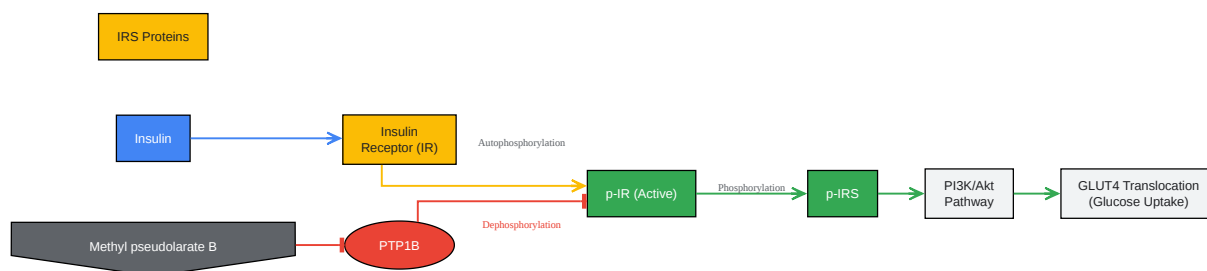 IRS Proteins
Insulin
Insulin
Receptor (IR)
Autophosphorylation
p-IR (Active)
Phosphorylation
p-IRS
PI3K/Akt
Pathway
GLUT4 Translocation
(Glucose Uptake)
Dephosphorylation
Methyl pseudolarate B
PTP1B